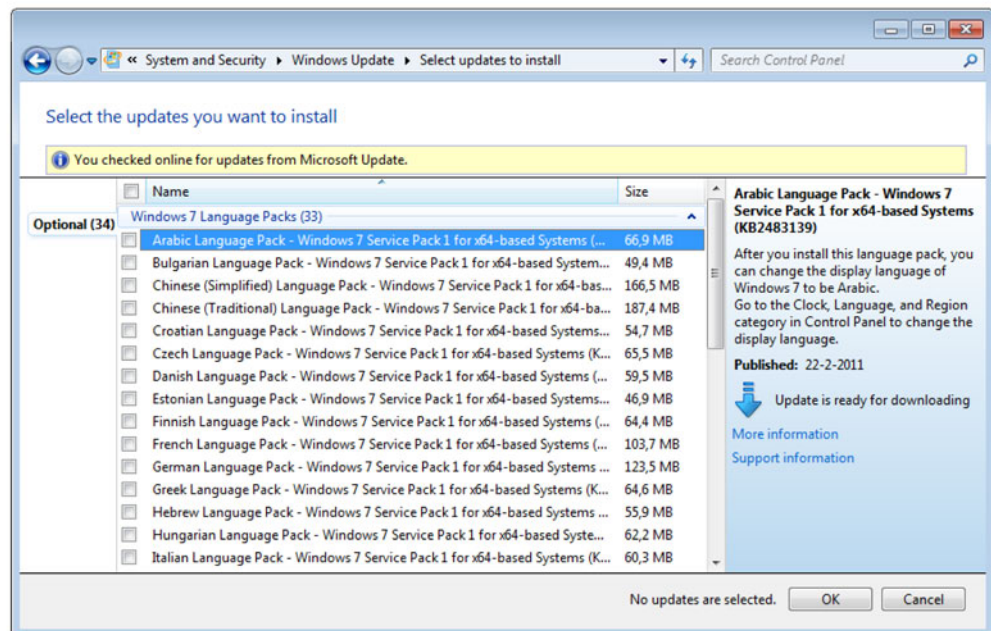 « System and Security ▸ Windows Update ▸ Select updates to install
Search Control Panel
Select the updates you want to install
You checked online for updates from Microsoft Update.
Name Size
Optional (34)
Windows 7 Language Packs (33)
Arabic Language Pack - Windows 7 Service Pack 1 for x64-based Systems (... 66,9 MB
Bulgarian Language Pack - Windows 7 Service Pack 1 for x64-based System... 49,4 MB
Chinese (Simplified) Language Pack - Windows 7 Service Pack 1 for x64-bas... 166,5 MB
Chinese (Traditional) Language Pack - Windows 7 Service Pack 1 for x64-ba... 187,4 MB
Croatian Language Pack - Windows 7 Service Pack 1 for x64-based Systems... 54,7 MB
Czech Language Pack - Windows 7 Service Pack 1 for x64-based Systems (K... 65,5 MB
Danish Language Pack - Windows 7 Service Pack 1 for x64-based Systems (... 59,5 MB
Estonian Language Pack - Windows 7 Service Pack 1 for x64-based Systems... 46,9 MB
Finnish Language Pack - Windows 7 Service Pack 1 for x64-based Systems (... 64,4 MB
French Language Pack - Windows 7 Service Pack 1 for x64-based Systems (... 103,7 MB
German Language Pack - Windows 7 Service Pack 1 for x64-based Systems ... 123,5 MB
Greek Language Pack - Windows 7 Service Pack 1 for x64-based Systems (K... 64,6 MB
Hebrew Language Pack - Windows 7 Service Pack 1 for x64-based Systems ... 55,9 MB
Hungarian Language Pack - Windows 7 Service Pack 1 for x64-based Syste... 62,2 MB
Italian Language Pack - Windows 7 Service Pack 1 for x64-based Systems (K... 60,3 MB
Arabic Language Pack - Windows 7
Service Pack 1 for x64-based Systems
(KB2483139)
After you install this language pack, you
can change the display language of
Windows 7 to be Arabic.
Go to the Clock, Language, and Region
category in Control Panel to change the
display language.
Published: 22-2-2011
Update is ready for downloading
More information
Support information
No updates are selected. OK Cancel